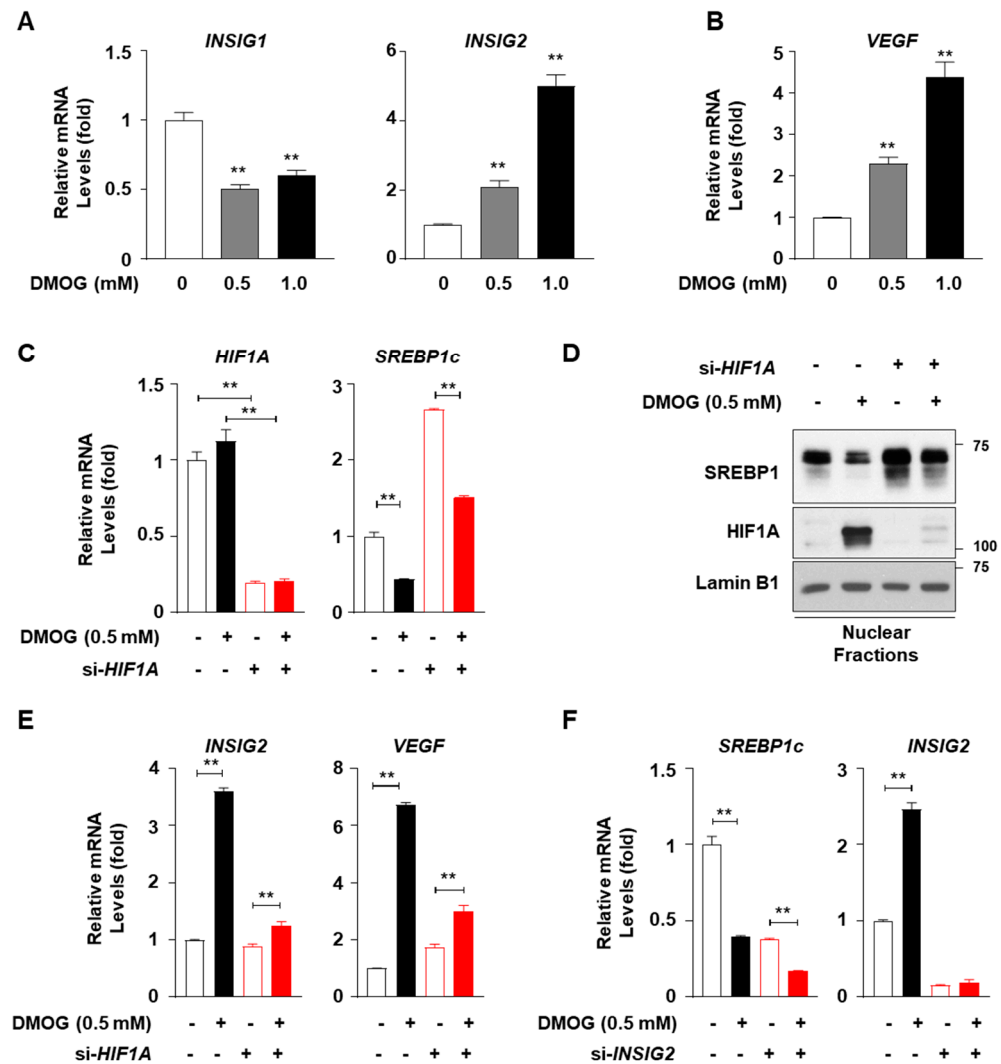 A
INSIG1
Relative mRNA
Levels (fold)
1.5
1
0.5
0
**
**
DMOG (mM)
0
0.5
1.0
INSIG2
6
4
2
0
**
**
0
0.5
1.0
B
VEGF
Relative mRNA
Levels (fold)
5
4
3
2
1
0
**
**
DMOG (mM)
0
0.5
1.0
C
HIF1A
Relative mRNA
Levels (fold)
1.5
1
0.5
0
**
**
SREBP1c
3
2
1
0
**
**
DMOG (0.5 mM) - + - + - + - +
si-HIF1A - - + + - - + +
D
si-HIF1A - - + +
DMOG (0.5 mM) - + - +
SREBP1
75
HIF1A
100
75
Lamin B1
Nuclear
Fractions
E
INSIG2
Relative mRNA
Levels (fold)
4
3
2
1
0
**
**
VEGF
8
6
4
2
0
**
**
DMOG (0.5 mM) - + - + - + - +
si-HIF1A - - + + - - + +
F
SREBP1c
Relative mRNA
Levels (fold)
1.5
1
0.5
0
**
**
INSIG2
3
2
1
0
**
DMOG (0.5 mM) - + - + - + - +
si-INSIG2 - - + + - - + +